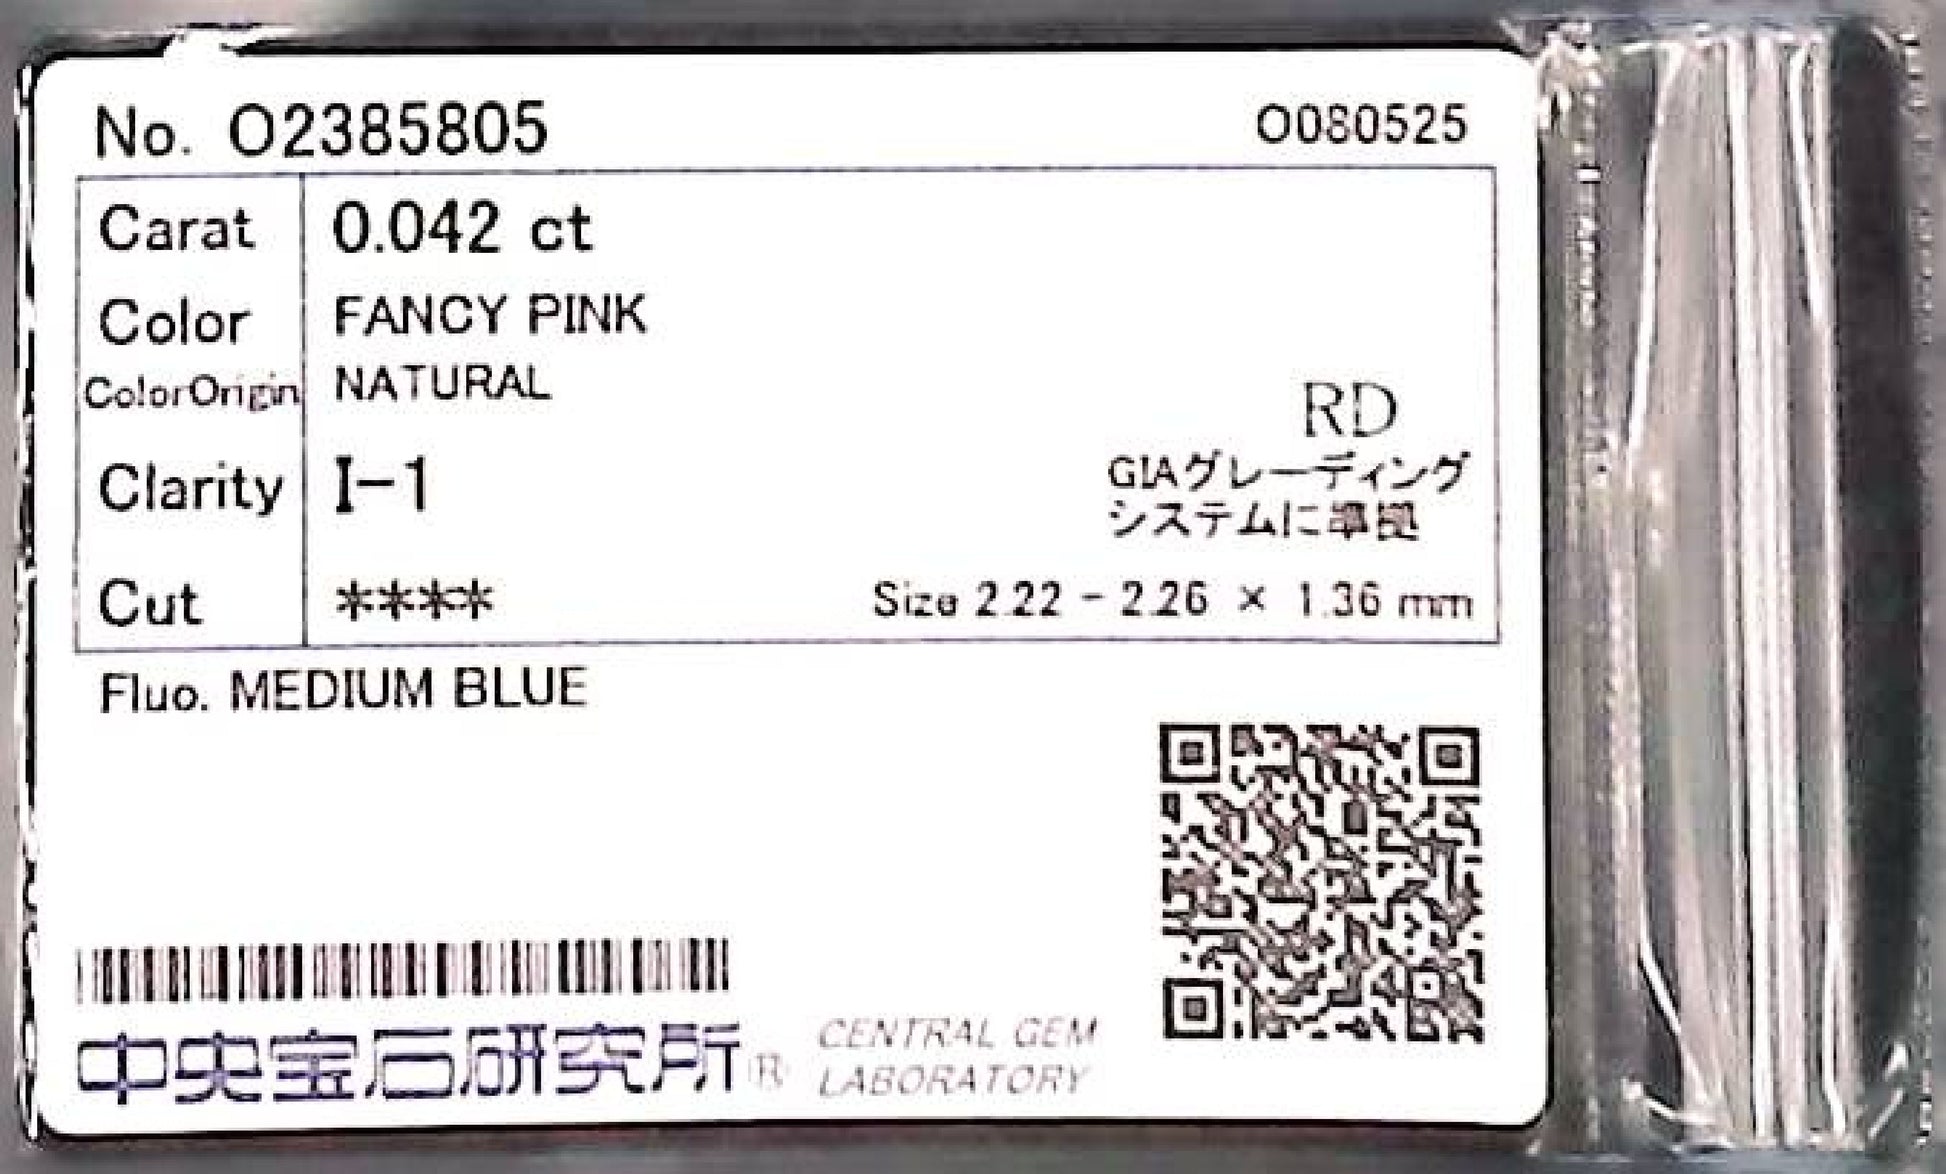 No. O2385805
O080525
Carat 0.042 ct
Color FANCY PINK
ColorOrigin NATURAL
RD
Clarity I-1
GIAグレーディング
システムに準拠
Cut ****
Size 2.22 - 2.26 × 1.36 mm
Fluo. MEDIUM BLUE
中央宝石研究所®
CENTRAL GEM
LABORATORY